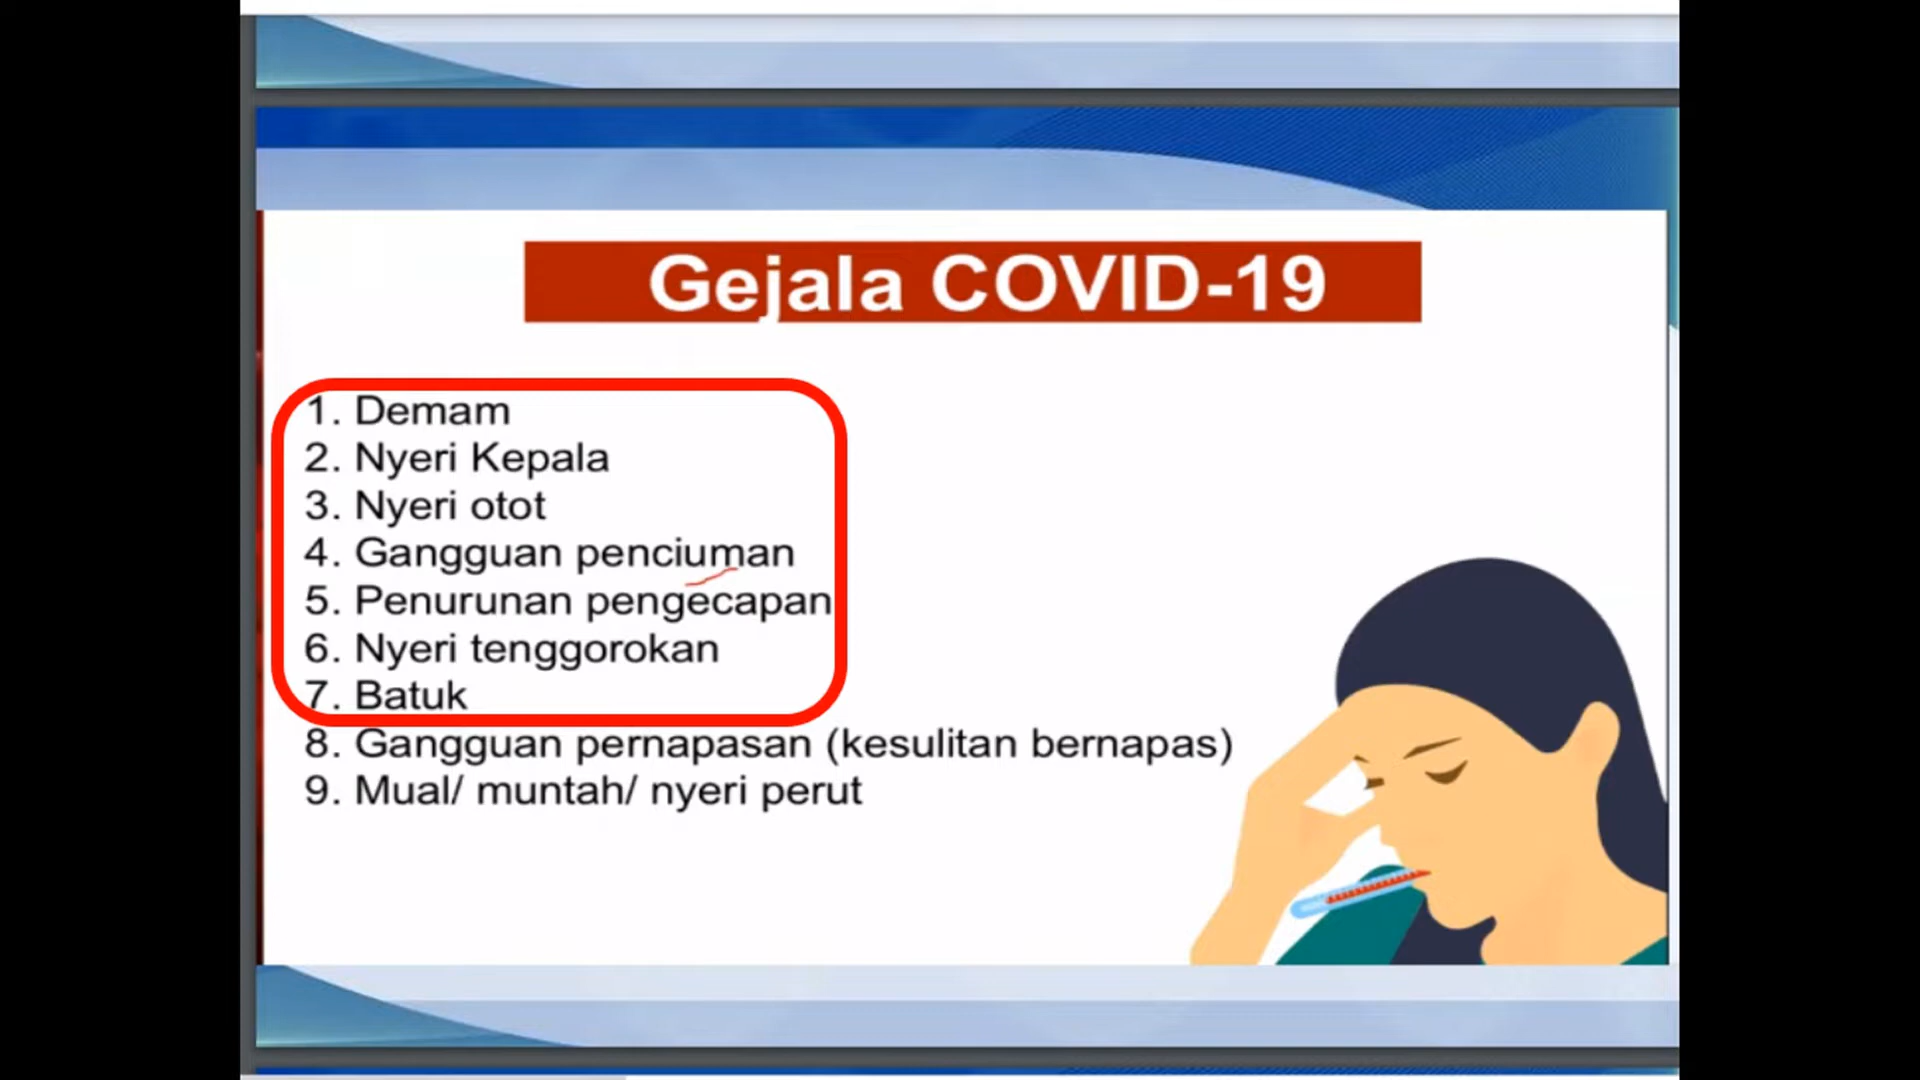 Gejala COVID-19
1. Demam
2. Nyeri Kepala
3. Nyeri otot
4. Gangguan penciuman
5. Penurunan pengecapan
6. Nyeri tenggorokan
7. Batuk
8. Gangguan pernapasan (kesulitan bernapas)
9. Mual/ muntah/ nyeri perut